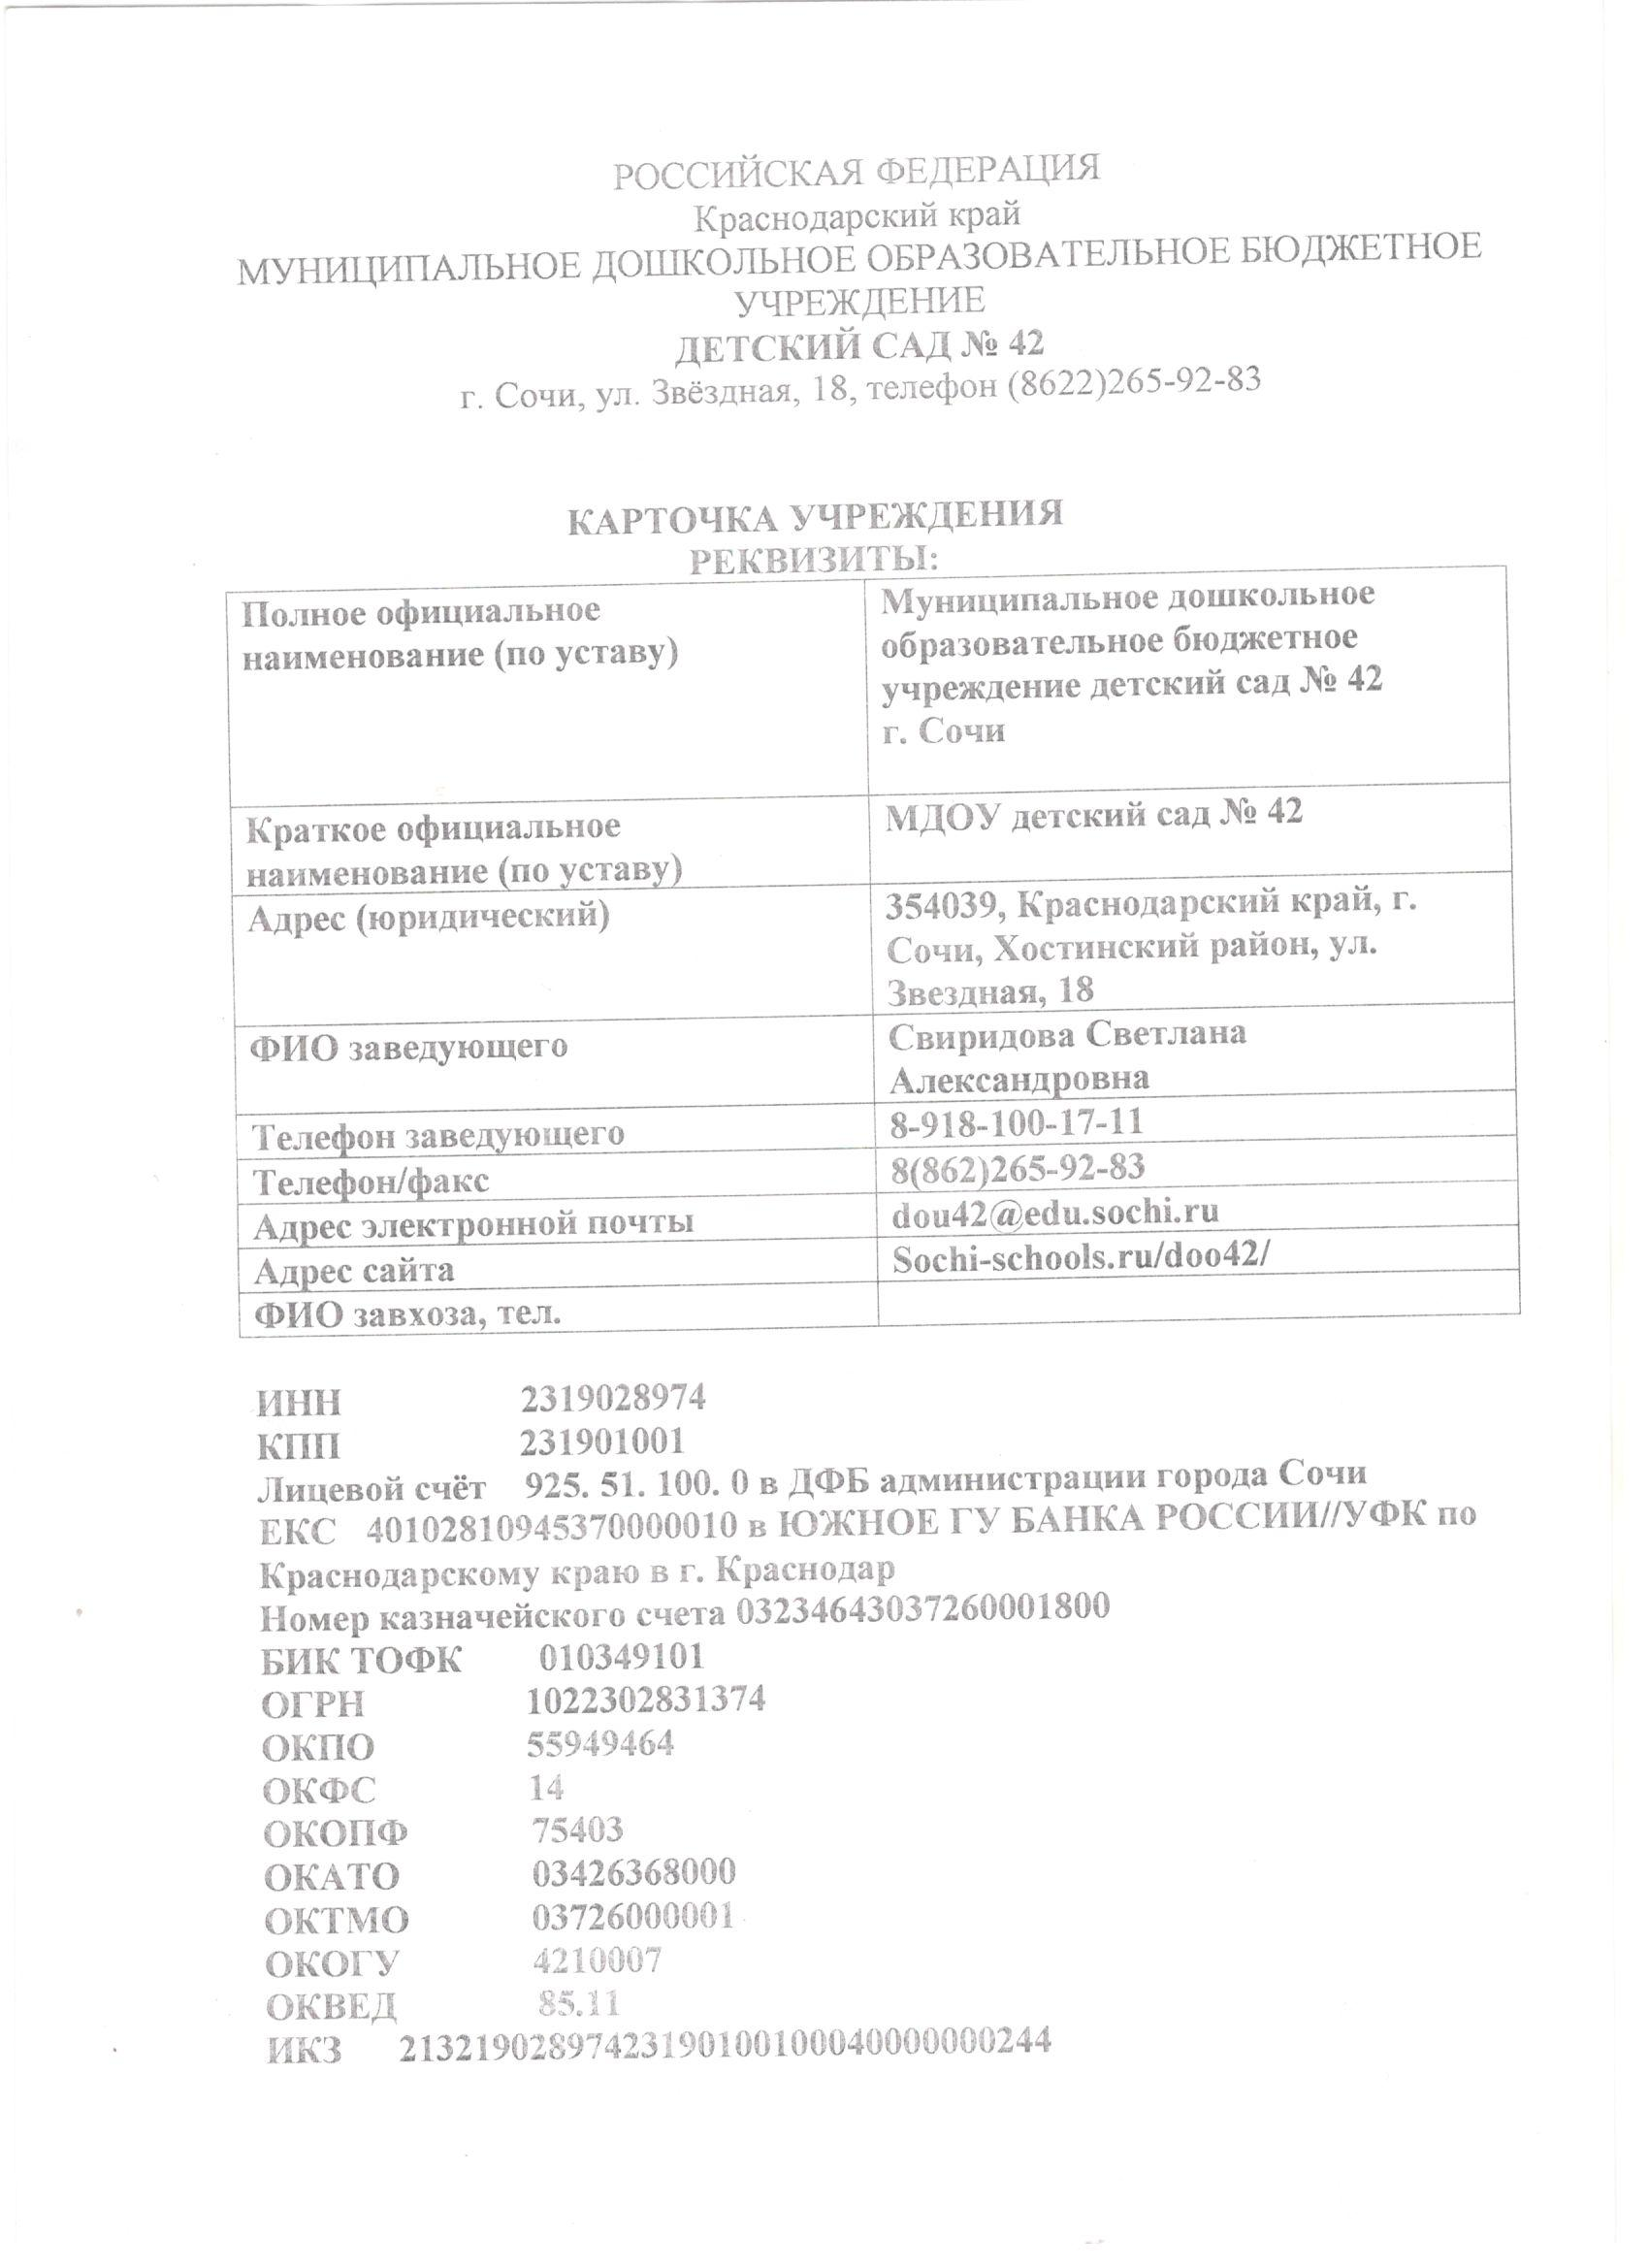 РОССИЙСКАЯ ФЕДЕРАЦИЯ
Краснодарский край
МУНИЦИПАЛЬНОЕ ДОШКОЛЬНОЕ ОБРАЗОВАТЕЛЬНОЕ БЮДЖЕТНОЕ
УЧРЕЖДЕНИЕ
ДЕТСКИЙ САД № 42
г. Сочи, ул. Звёздная, 18, телефон (8622)265-92-83
КАРТОЧКА УЧРЕЖДЕНИЯ
РЕКВИЗИТЫ:
Полное официальное
наименование (по уставу)
Муниципальное дошкольное
образовательное бюджетное
учреждение детский сад № 42
г. Сочи
Краткое официальное
наименование (по уставу)
МДОУ детский сад № 42
Адрес (юридический)
354039, Краснодарский край, г.
Сочи, Хостинский район, ул.
Звездная, 18
ФИО заведующего
Свиридова Светлана
Александровна
Телефон заведующего
8-918-100-17-11
Телефон/факс
8(862)265-92-83
Адрес электронной почты
dou42@edu.sochi.ru
Адрес сайта
Sochi-schools.ru/doo42/
ФИО завхоза, тел.
ИНН 2319028974
КПП 231901001
Лицевой счёт 925. 51. 100. 0 в ДФБ администрации города Сочи
ЕКС 40102810945370000010 в ЮЖНОЕ ГУ БАНКА РОССИИ//УФК по
Краснодарскому краю в г. Краснодар
Номер казначейского счета 03234643037260001800
БИК ТОФК 010349101
ОГРН 1022302831374
ОКПО 55949464
ОКФС 14
ОКОПФ 75403
ОКАТО 03426368000
ОКТМО 03726000001
ОКОГУ 4210007
ОКВЕД 85.11
ИКЗ 21321902897423190100100040000000244